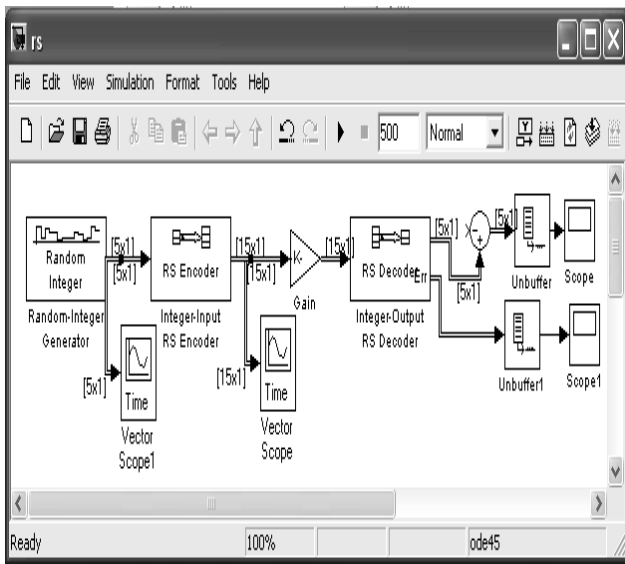 rs
File Edit View Simulation Format Tools Help
500 Normal
[5x1] [5x1] [15x1] [15x1] [15x1] [5x1] [5x1] [5x1]
Random
Integer
Random-Integer
Generator
RS Encoder
Integer-Input
RS Encoder
K-
Gain
RS Decoder
Err
Integer-Output
RS Decoder
Unbuffer
Scope
Unbuffer1
Scope1
[5x1]
Time
Vector
Scope1
[15x1]
Time
Vector
Scope
Ready 100% ode45